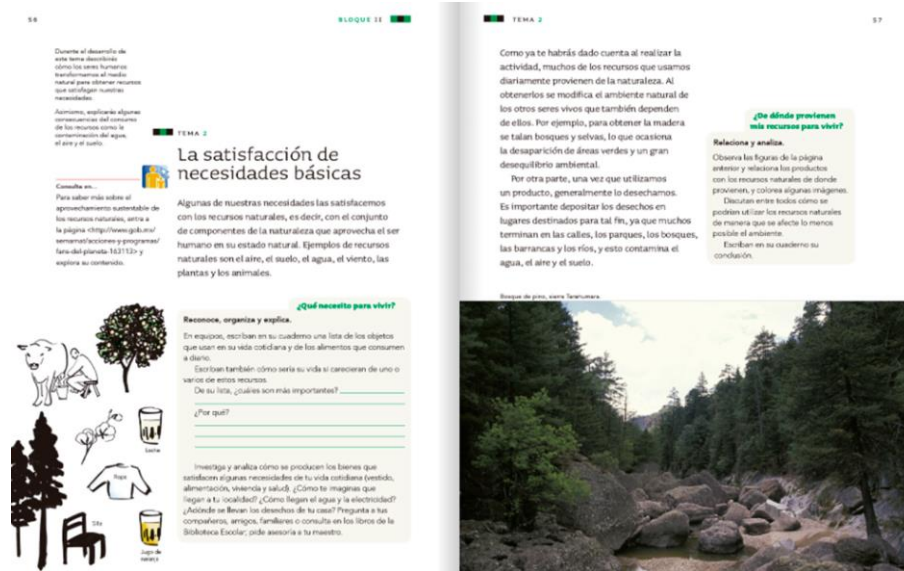 56
BLOQUE II
Durante el desarrollo de
este tema describirás
cómo los seres humanos
transformamos el medio
natural para obtener recursos
que satisfagan nuestras
necesidades.
Asimismo, explicarás algunas
consecuencias del consumo
de los recursos como la
contaminación del agua,
el aire y el suelo.
TEMA 2
La satisfacción de
necesidades básicas
Consulta en...
Para saber más sobre el
aprovechamiento sustentable de
los recursos naturales, entra a
la página <http://www.gob.mx/
semarnat/acciones-y-programas/
fans-del-planeta-163113> y
explora su contenido.
Algunas de nuestras necesidades las satisfacemos
con los recursos naturales, es decir, con el conjunto
de componentes de la naturaleza que aprovecha el ser
humano en su estado natural. Ejemplos de recursos
naturales son el aire, el suelo, el agua, el viento, las
plantas y los animales.
¿Qué necesito para vivir?
Reconoce, organiza y explica.
En equipos, escriban en su cuaderno una lista de los objetos
que usan en su vida cotidiana y de los alimentos que consumen
a diario.
Escriban también cómo sería su vida si carecieran de uno o
varios de estos recursos.
De su lista, ¿cuáles son más importantes?
¿Por qué?
Investiga y analiza cómo se producen los bienes que
satisfacen algunas necesidades de tu vida cotidiana (vestido,
alimentación, vivienda y salud). ¿Cómo te imaginas que
llegan a tu localidad? ¿Cómo llegan el agua y la electricidad?
¿Adónde se llevan los desechos de tu casa? Pregunta a tus
compañeros, amigos, familiares o consulta en los libros de la
Biblioteca Escolar; pide asesoría a tu maestro.
Leche
Ropa
Silla
Jugo de
naranja
TEMA 2
57
Como ya te habrás dado cuenta al realizar la
actividad, muchos de los recursos que usamos
diariamente provienen de la naturaleza. Al
obtenerlos se modifica el ambiente natural de
los otros seres vivos que también dependen
de ellos. Por ejemplo, para obtener la madera
se talan bosques y selvas, lo que ocasiona
la desaparición de áreas verdes y un gran
desequilibrio ambiental.
Por otra parte, una vez que utilizamos
un producto, generalmente lo desechamos.
Es importante depositar los desechos en
lugares destinados para tal fin, ya que muchos
terminan en las calles, los parques, los bosques,
las barrancas y los ríos, y esto contamina el
agua, el aire y el suelo.
¿De dónde provienen
mis recursos para vivir?
Relaciona y analiza.
Observa las figuras de la página
anterior y relaciona los productos
con los recursos naturales de donde
provienen, y colorea algunas imágenes.
Discutan entre todos cómo se
podrían utilizar los recursos naturales
de manera que se afecte lo menos
posible el ambiente.
Escriban en su cuaderno su
conclusión.
Bosque de pino, sierra Tarahumara